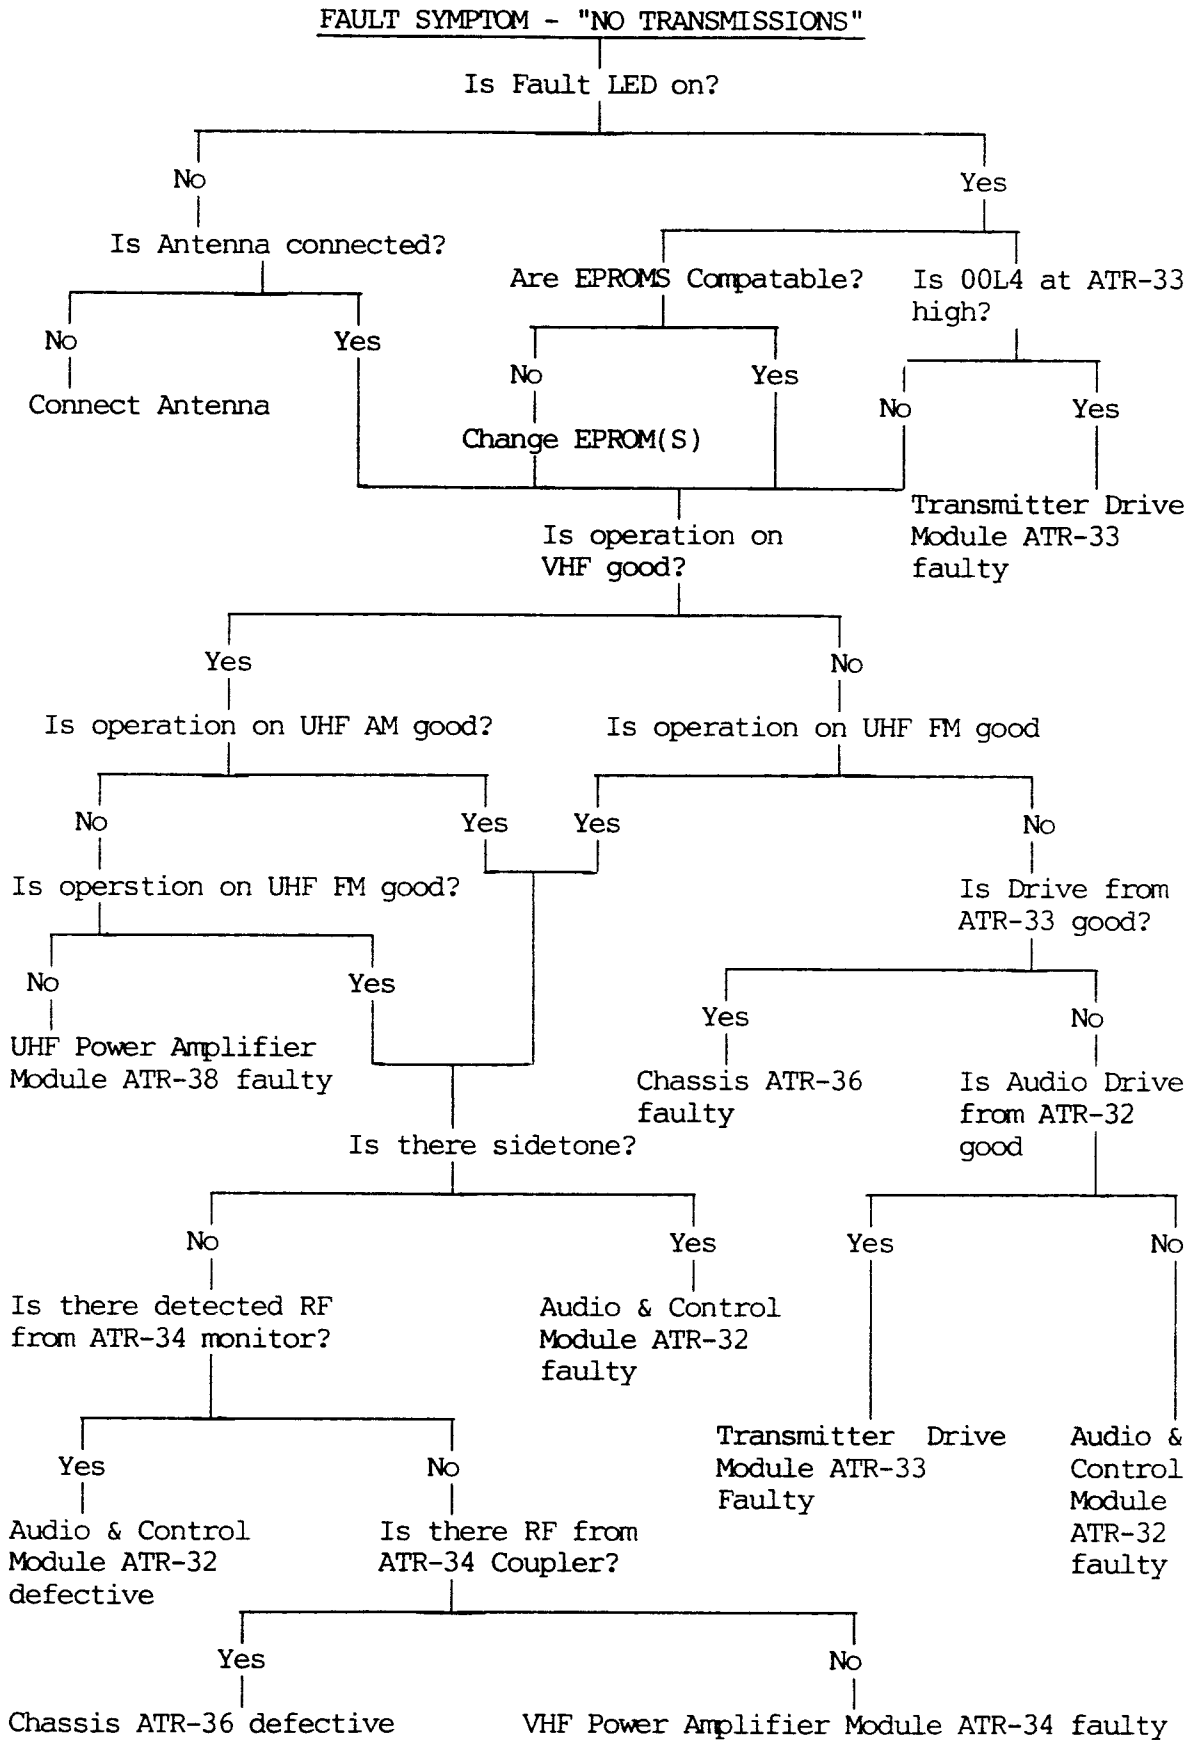 FAULT SYMPTOM - "NO TRANSMISSIONS"
Is Fault LED on?
No
Yes
Is Antenna connected?
Are EPROMS Compatable?
Is 00L4 at ATR-33
high?
No
Yes
No
Yes
No
Yes
Connect Antenna
Change EPROM(S)
Transmitter Drive
Module ATR-33
faulty
Is operation on
VHF good?
Yes
No
Is operation on UHF AM good?
Is operation on UHF FM good
No
Yes
Yes
No
Is operstion on UHF FM good?
Is Drive from
ATR-33 good?
No
Yes
Yes
No
UHF Power Amplifier
Module ATR-38 faulty
Chassis ATR-36
faulty
Is Audio Drive
from ATR-32
good
Is there sidetone?
No
Yes
Yes
No
Is there detected RF
from ATR-34 monitor?
Audio & Control
Module ATR-32
faulty
Transmitter Drive
Module ATR-33
Faulty
Audio &
Control
Module
ATR-32
faulty
Yes
No
Audio & Control
Module ATR-32
defective
Is there RF from
ATR-34 Coupler?
Yes
No
Chassis ATR-36 defective
VHF Power Amplifier Module ATR-34 faulty